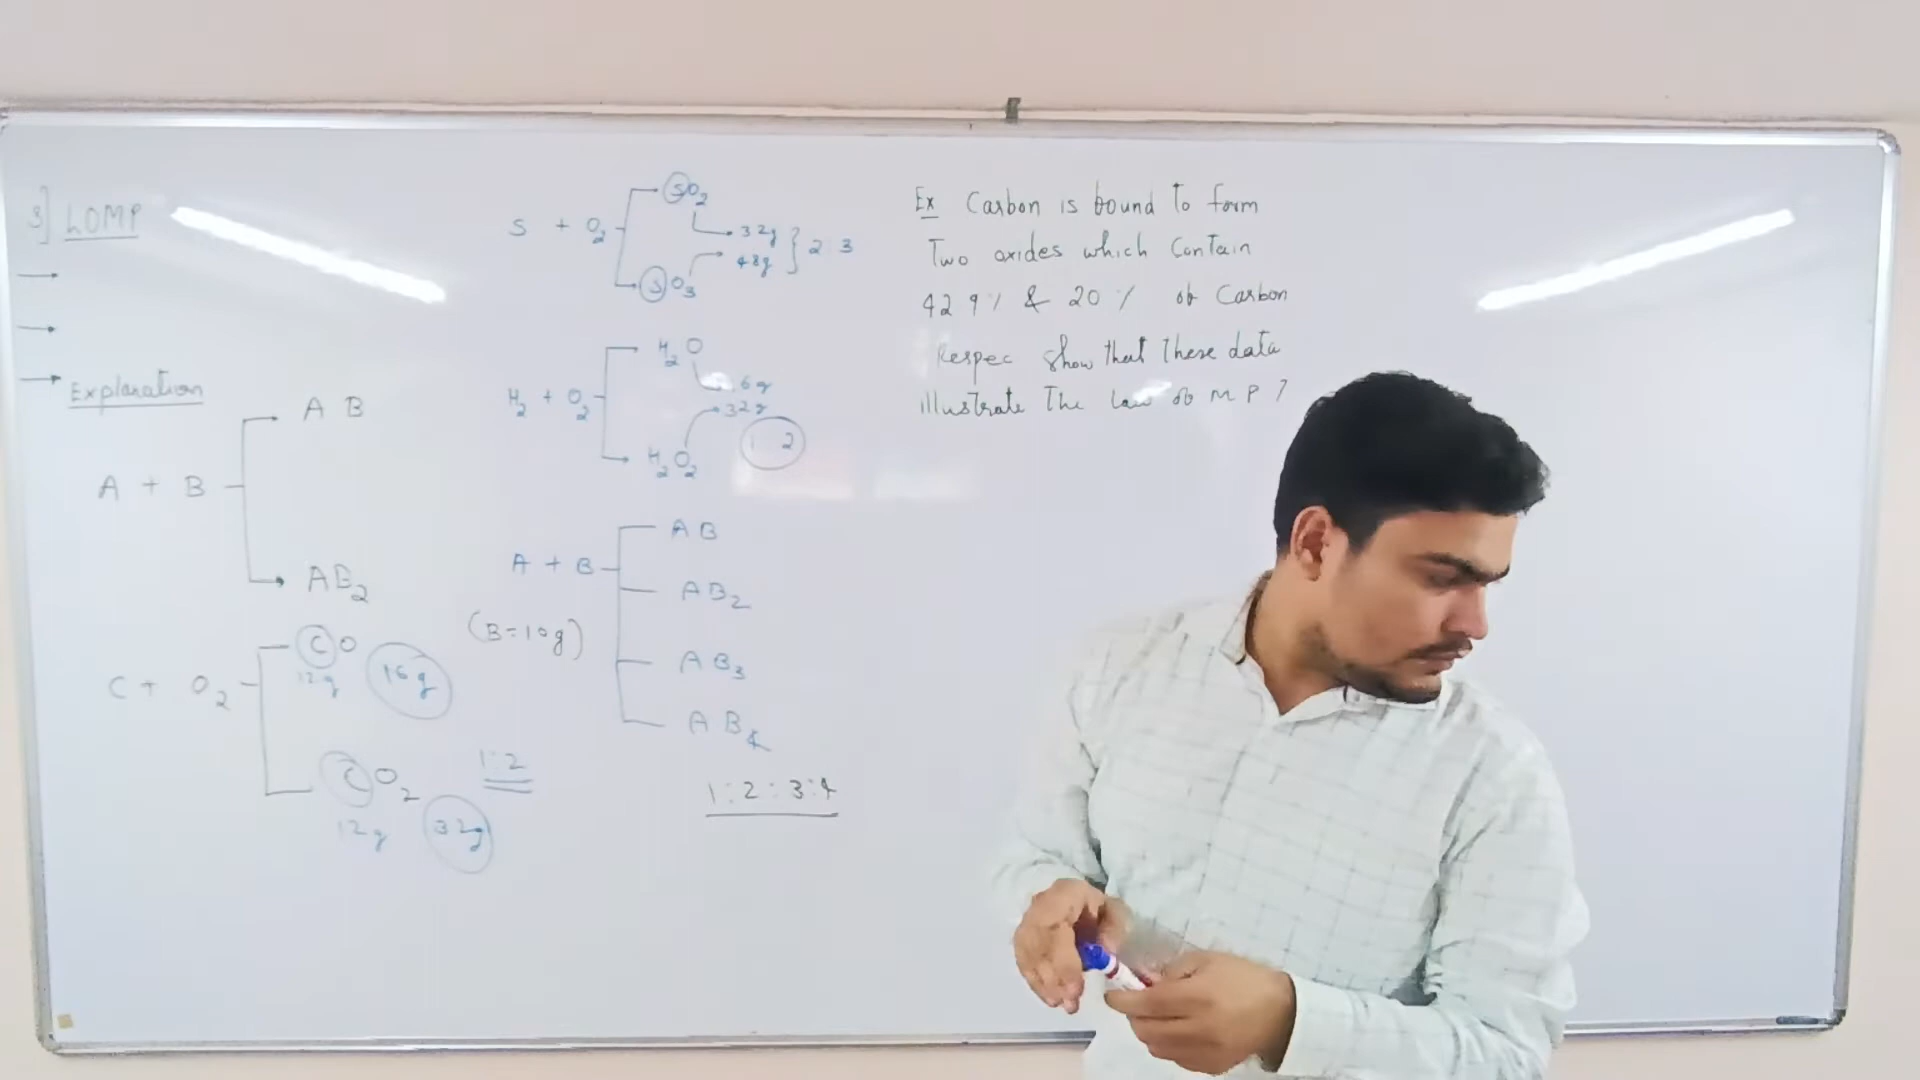 3] LOMP
Explanation
A + B
A B
AB2
C + O2
CO
12g
16g
CO2
12g
32g
1:2
S + O2
SO2
32g
48g
2 3
SO3
H2 + O2
H2O
6g
32g
1 2
H2O2
A + B
(B=10g)
AB
AB2
AB3
AB4
1:2:3:4
Ex Carbon is bound to form
Two oxides which Contain
42 9% & 20 % of Carbon
Respec show that these data
illustrate The law of M P ?